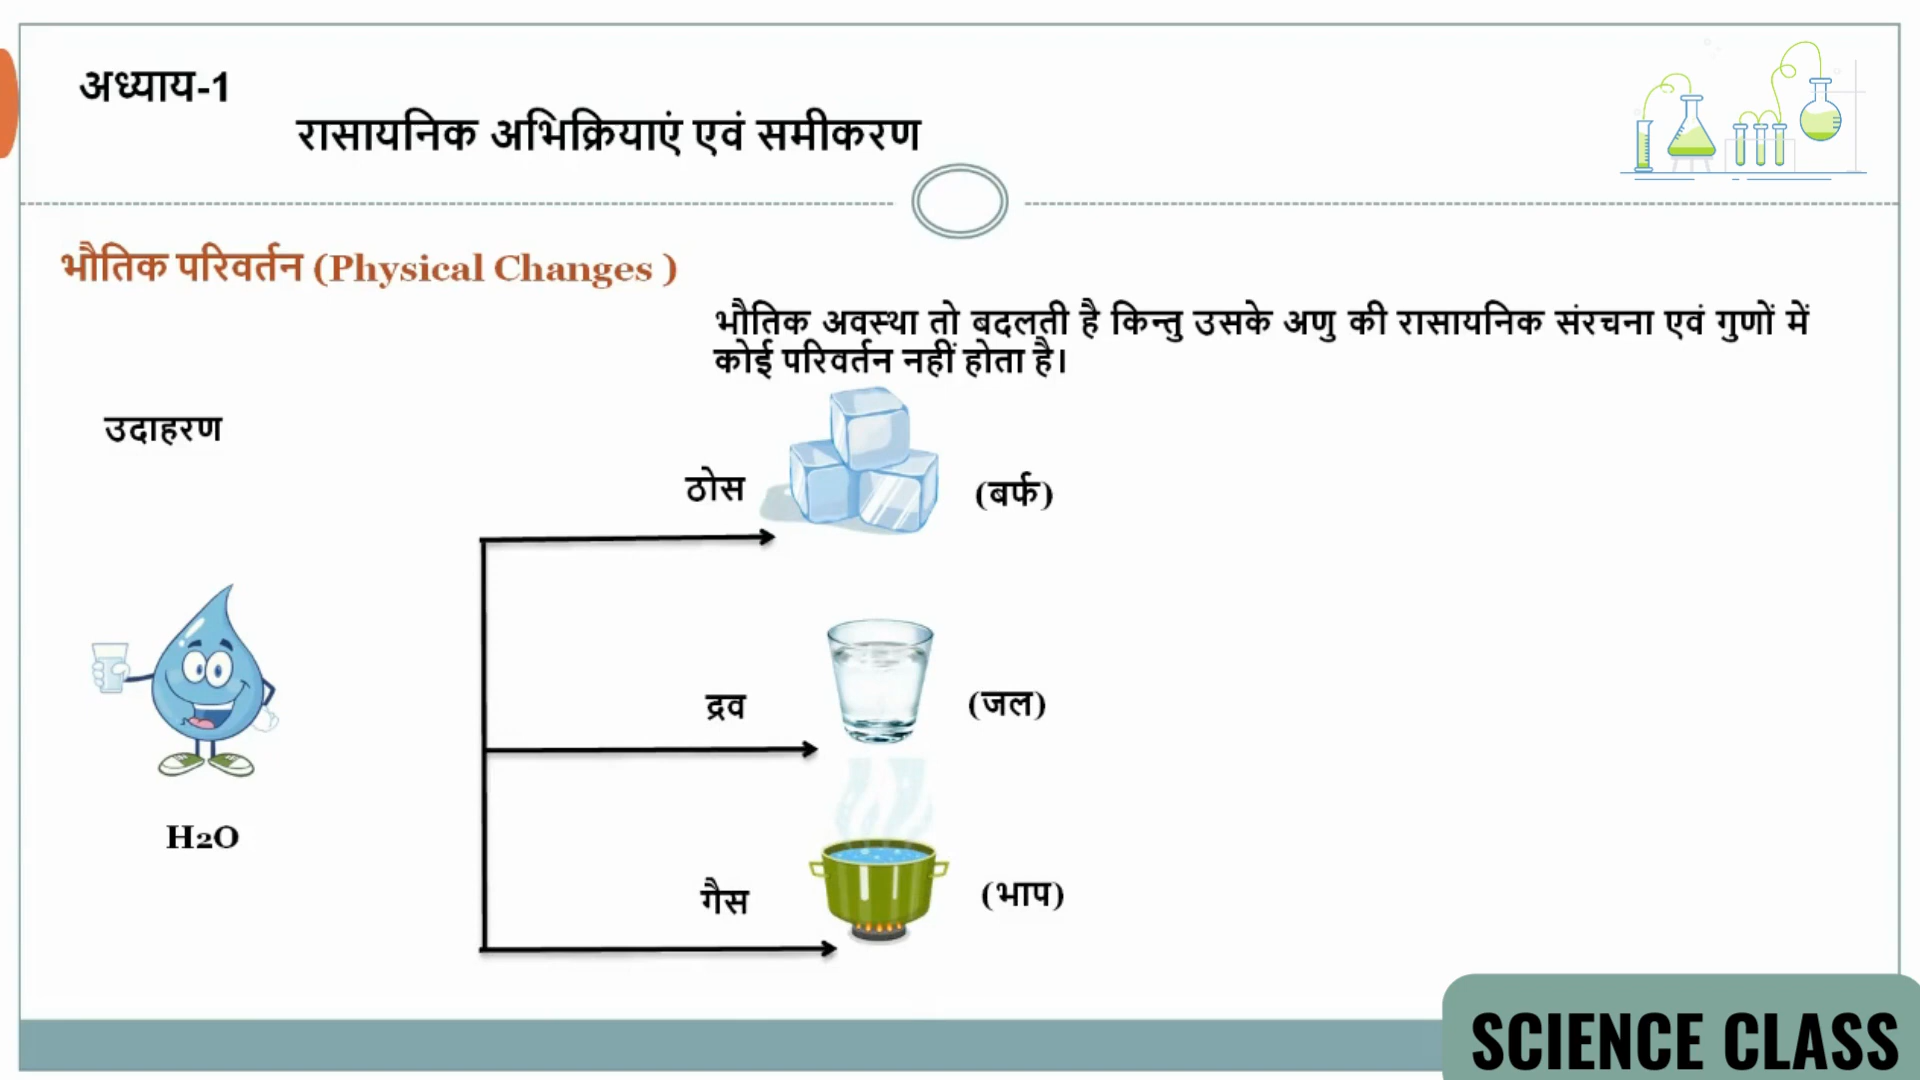 अध्याय-1
रासायनिक अभिक्रियाएं एवं समीकरण
भौतिक परिवर्तन (Physical Changes )
भौतिक अवस्था तो बदलती है किन्तु उसके अणु की रासायनिक संरचना एवं गुणों में
कोई परिवर्तन नहीं होता है।
उदाहरण
ठोस
(बर्फ)
द्रव
(जल)
H2O
गैस
(भाप)
SCIENCE CLASS